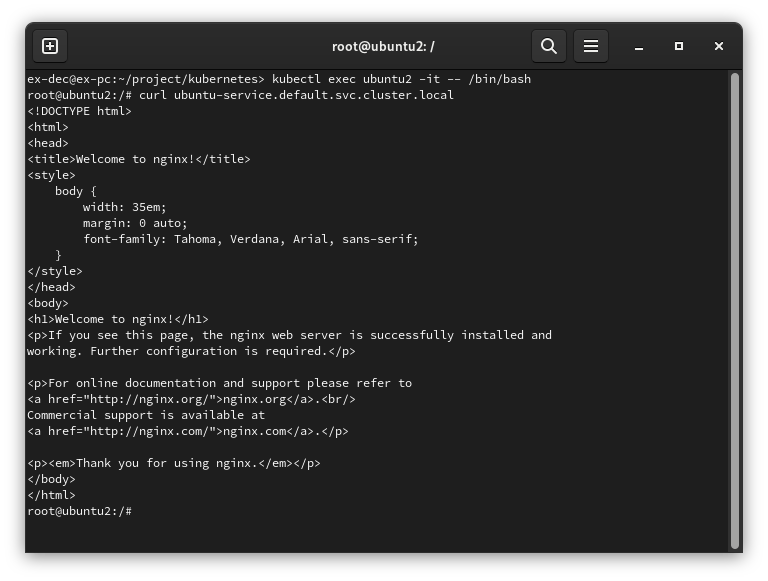 root@ubuntu2: /
ex-dec@ex-pc:~/project/kubernetes> kubectl exec ubuntu2 -it -- /bin/bash
root@ubuntu2:/# curl ubuntu-service.default.svc.cluster.local
<!DOCTYPE html>
<html>
<head>
<title>Welcome to nginx!</title>
<style>
    body {
        width: 35em;
        margin: 0 auto;
        font-family: Tahoma, Verdana, Arial, sans-serif;
    }
</style>
</head>
<body>
<h1>Welcome to nginx!</h1>
<p>If you see this page, the nginx web server is successfully installed and
working. Further configuration is required.</p>

<p>For online documentation and support please refer to
<a href="http://nginx.org/">nginx.org</a>.<br/>
Commercial support is available at
<a href="http://nginx.com/">nginx.com</a>.</p>

<p><em>Thank you for using nginx.</em></p>
</body>
</html>
root@ubuntu2:/#